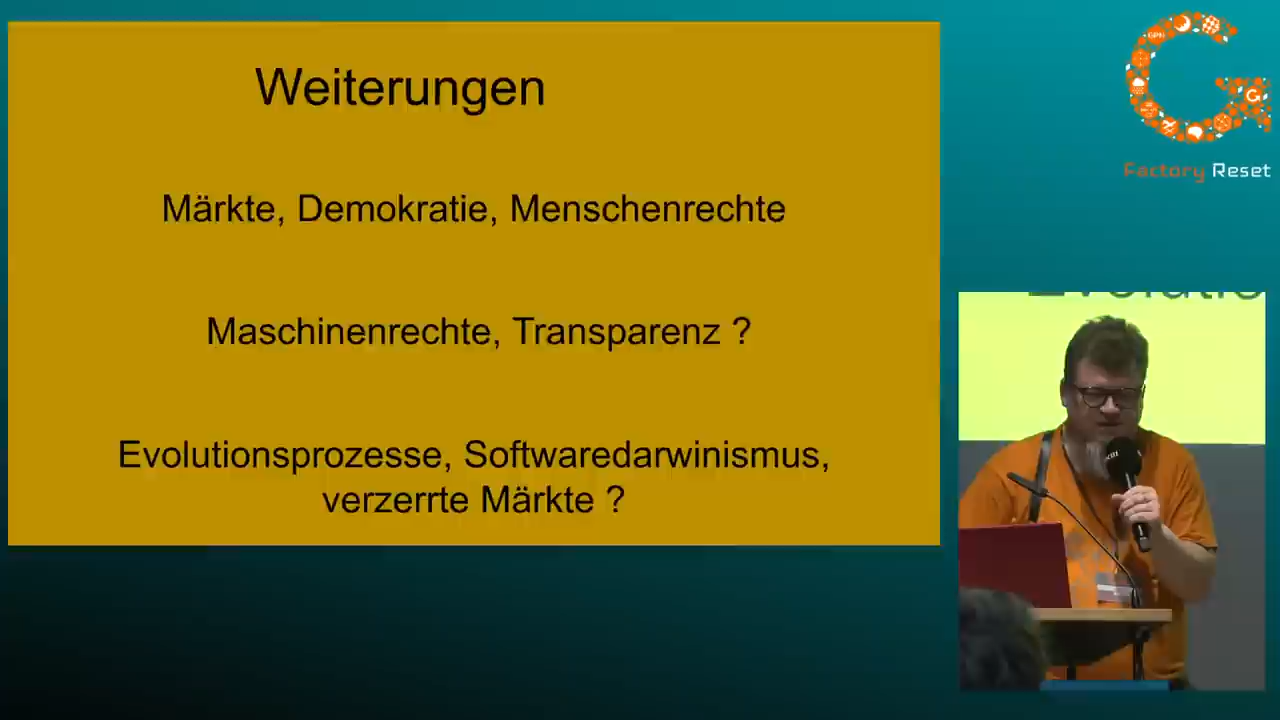 Weiterungen
Märkte, Demokratie, Menschenrechte
Maschinenrechte, Transparenz ?
Evolutionsprozesse, Softwaredarwinismus,
verzerrte Märkte ?
Factory Reset